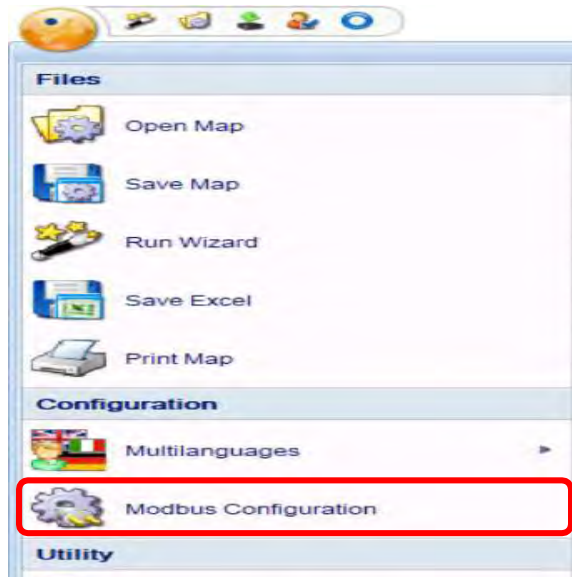 Files
Open Map
Save Map
Run Wizard
Save Excel
Print Map
Configuration
Multilanguages
Modbus Configuration
Utility